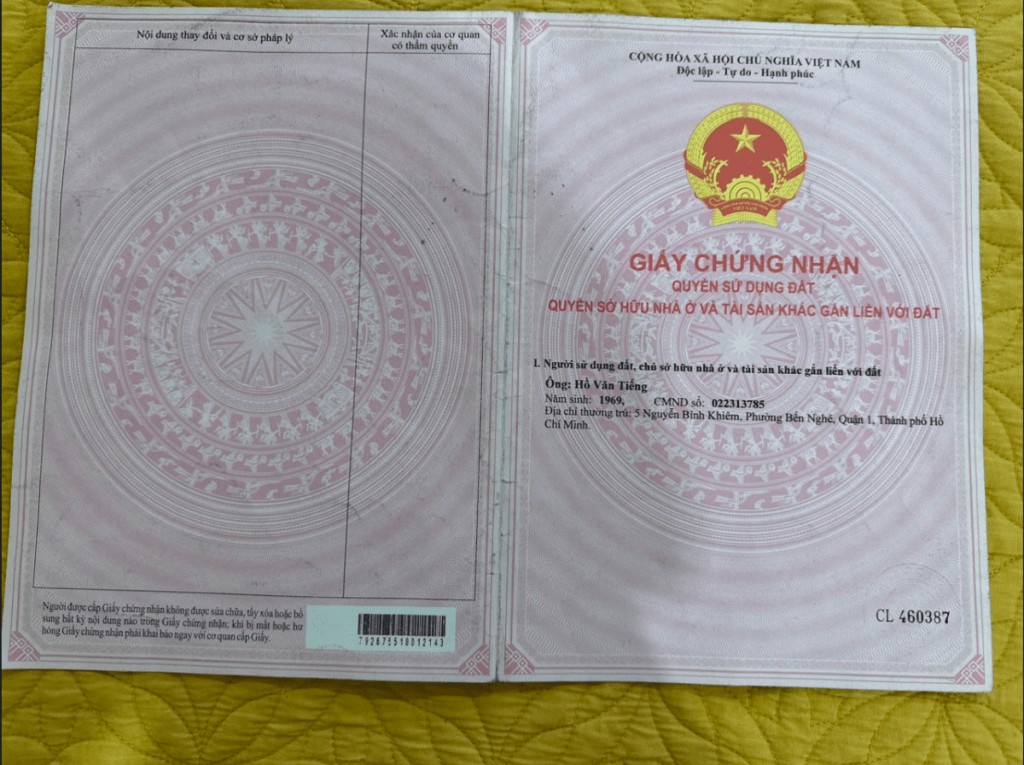 Nội dung thay đổi và cơ sở pháp lý
Xác nhận của cơ quan
có thẩm quyền
Người được cấp Giấy chứng nhận không được sửa chữa, tẩy xóa hoặc bổ
sung bất kỳ nội dung nào trong Giấy chứng nhận; khi bị mất hoặc hư
hỏng Giấy chứng nhận phải khai báo ngay với cơ quan cấp Giấy.
792675518012143
CỘNG HÒA XÃ HỘI CHỦ NGHĨA VIỆT NAM
Độc lập - Tự do - Hạnh phúc
VIỆT NAM
GIẤY CHỨNG NHẬN
QUYỀN SỬ DỤNG ĐẤT
QUYỀN SỞ HỮU NHÀ Ở VÀ TÀI SẢN KHÁC GẮN LIỀN VỚI ĐẤT
I. Người sử dụng đất, chủ sở hữu nhà ở và tài sản khác gắn liền với đất
Ông: Hồ Văn Tiếng
Năm sinh: 1969, CMND số: 022313785
Địa chỉ thường trú: 5 Nguyễn Bỉnh Khiêm, Phường Bến Nghé, Quận 1, Thành phố Hồ
Chí Minh.
CL 460387